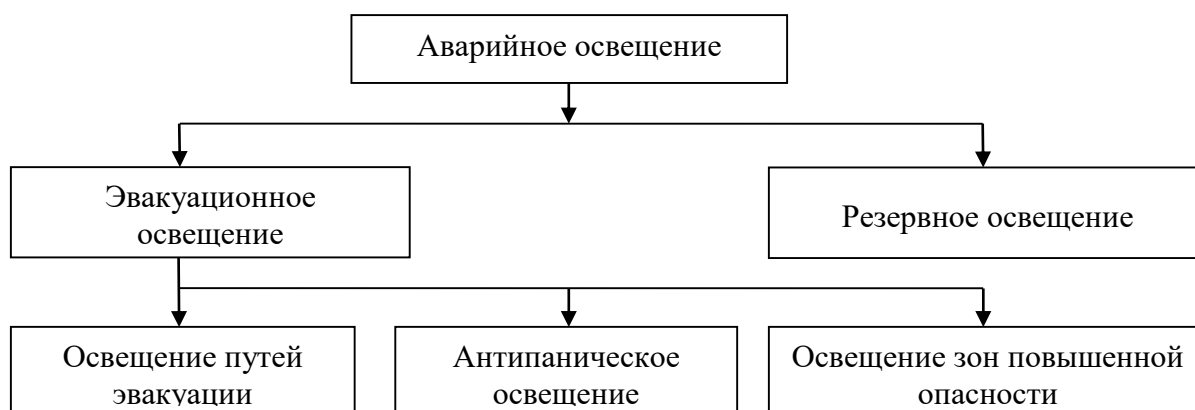 Аварийное освещение
Эвакуационное
освещение
Резервное освещение
Освещение путей
эвакуации
Антипаническое
освещение
Освещение зон повышенной
опасности